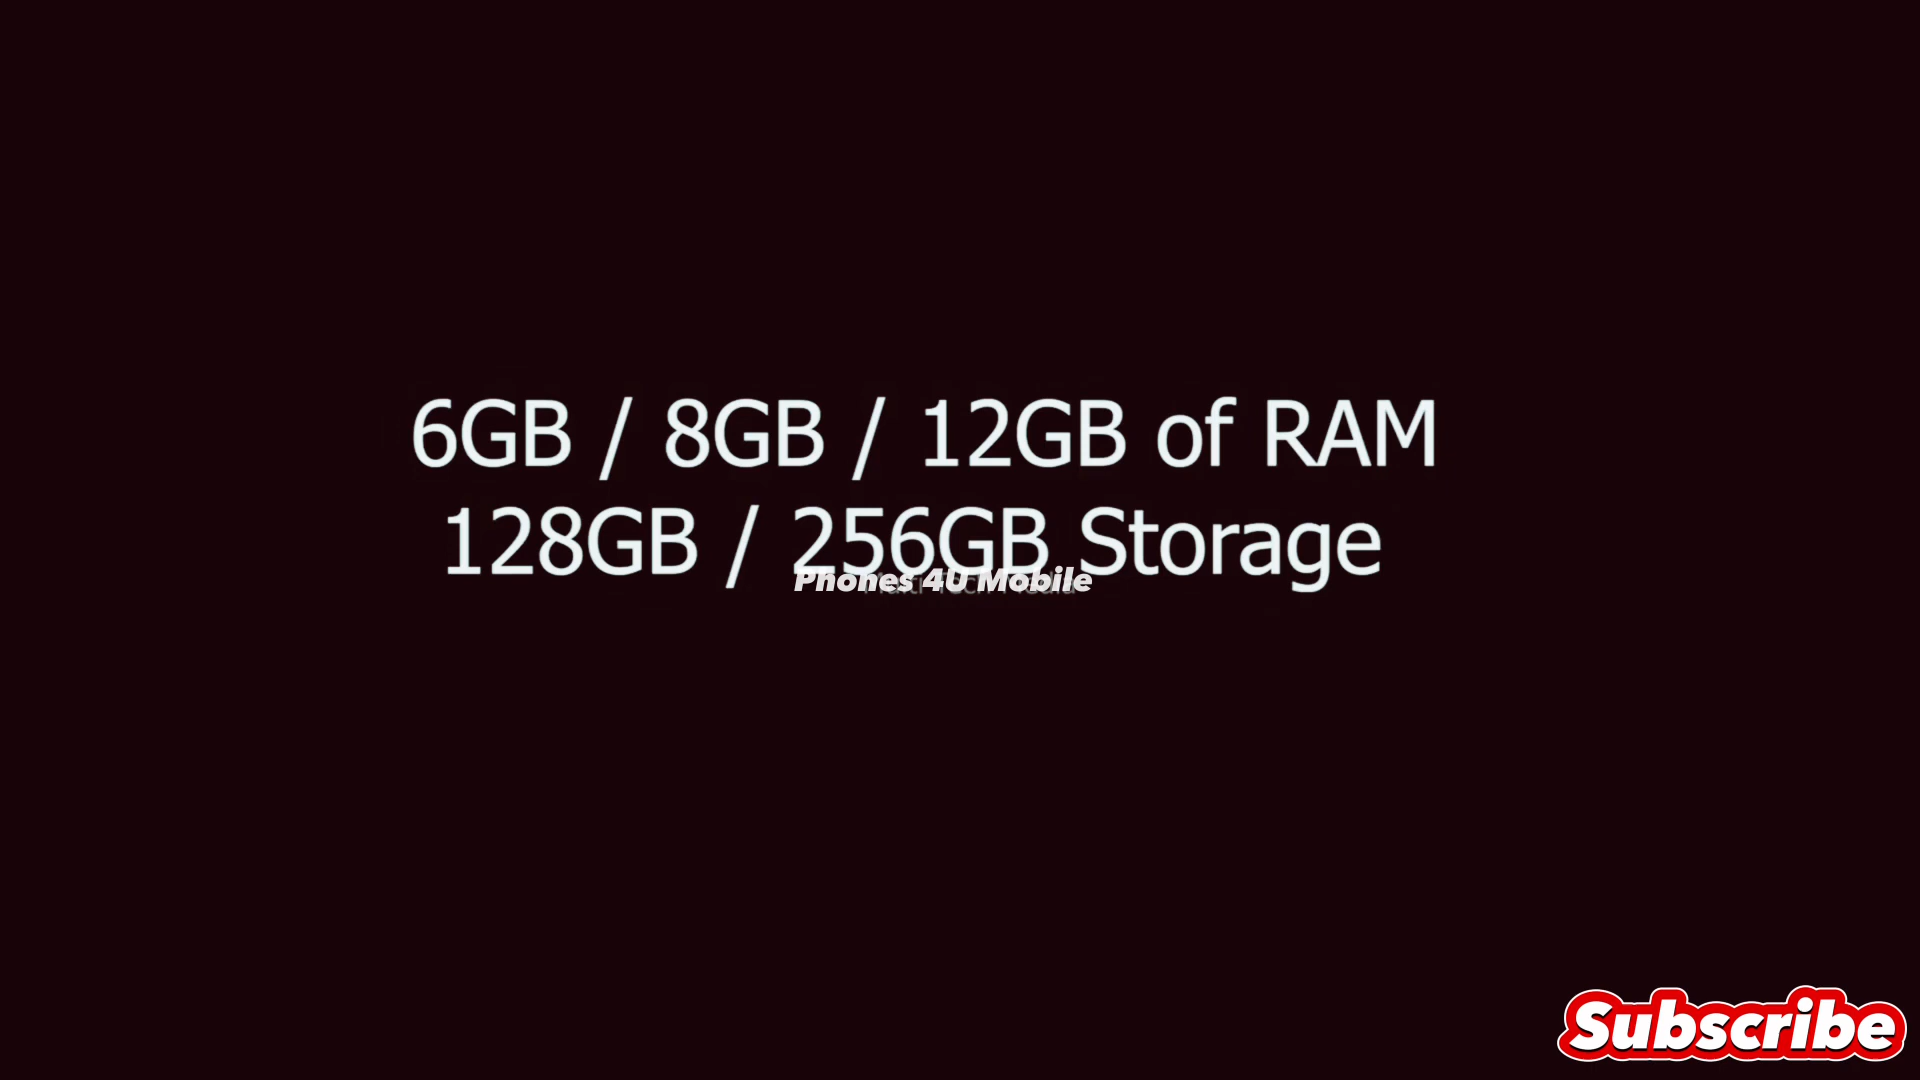 6GB / 8GB / 12GB of RAM
128GB / 256GB Storage
Phones 4U Mobile
Subscribe